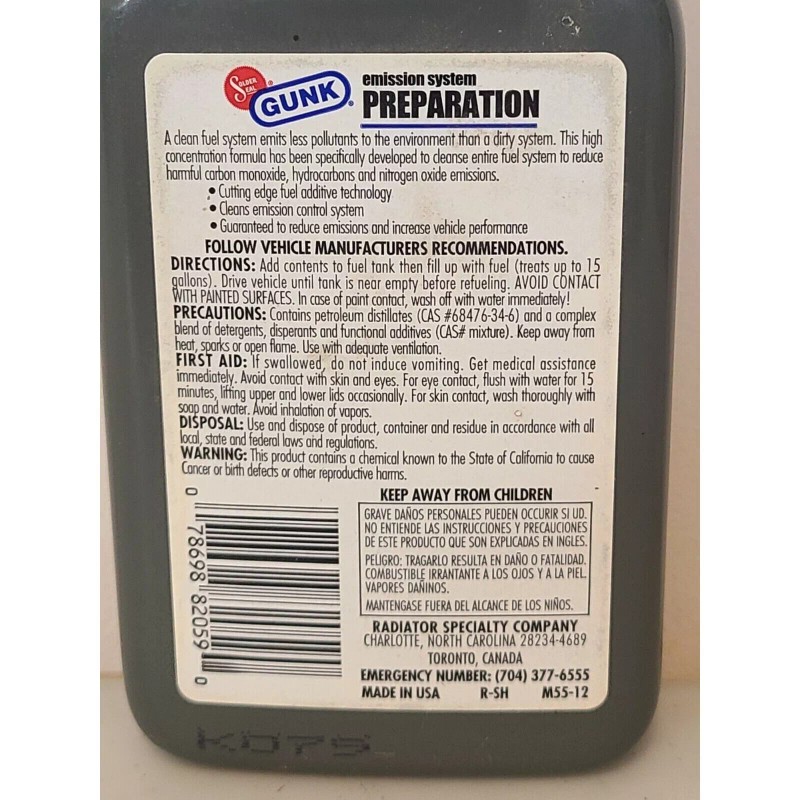 SOLDER SEAL
GUNK®
emission system
PREPARATION
A clean fuel system emits less pollutants to the environment than a dirty system. This high
concentration formula has been specifically developed to cleanse entire fuel system to reduce
harmful carbon monoxide, hydrocarbons and nitrogen oxide emissions.
• Cutting edge fuel additive technology
• Cleans emission control system
• Guaranteed to reduce emissions and increase vehicle performance
FOLLOW VEHICLE MANUFACTURERS RECOMMENDATIONS.
DIRECTIONS: Add contents to fuel tank then fill up with fuel (treats up to 15
gallons). Drive vehicle until tank is near empty before refueling. AVOID CONTACT
WITH PAINTED SURFACES. In case of paint contact, wash off with water immediately!
PRECAUTIONS: Contains petroleum distillates (CAS #68476-34-6) and a complex
blend of detergents, disperants and functional additives (CAS# mixture). Keep away from
heat, sparks or open flame. Use with adequate ventilation.
FIRST AID: If swallowed, do not induce vomiting. Get medical assistance
immediately. Avoid contact with skin and eyes. For eye contact, flush with water for 15
minutes, lifting upper and lower lids occasionally. For skin contact, wash thoroughly with
soap and water. Avoid inhalation of vapors.
DISPOSAL: Use and dispose of product, container and residue in accordance with all
local, state and federal laws and regulations.
WARNING: This product contains a chemical known to the State of California to cause
Cancer or birth defects or other reproductive harms.
KEEP AWAY FROM CHILDREN
GRAVE DAÑOS PERSONALES PUEDEN OCCURIR SI UD.
NO ENTIENDE LAS INSTRUCCIONES Y PRECAUCIONES
DE ESTE PRODUCTO QUE SON EXPLICADAS EN INGLES.
PELIGRO: TRAGARLO RESULTA EN DAÑO O FATALIDAD.
COMBUSTIBLE IRRANTANTE A LOS OJOS Y A LA PIEL.
VAPORES DAÑINOS.
MANTENGASE FUERA DEL ALCANCE DE LOS NIÑOS.
0 78698 82059 0
RADIATOR SPECIALTY COMPANY
CHARLOTTE, NORTH CAROLINA 28234-4689
TORONTO, CANADA
EMERGENCY NUMBER: (704) 377-6555
MADE IN USA R-SH M55-12
K079